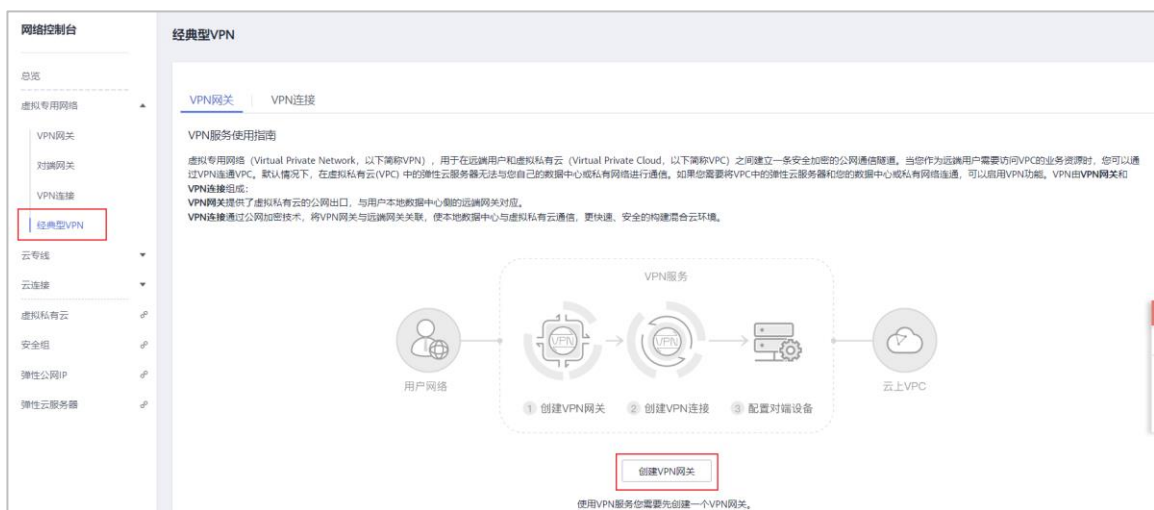 网络控制台
总览
虚拟专用网络
VPN网关
对端网关
VPN连接
经典型VPN
云专线
云连接
虚拟私有云
安全组
弹性公网IP
弹性云服务器
经典型VPN
VPN网关
VPN连接
VPN服务使用指南
虚拟专用网络（Virtual Private Network，以下简称VPN），用于在远端用户和虚拟私有云（Virtual Private Cloud，以下简称VPC）之间建立一条安全加密的公网通信隧道。当您作为远端用户需要访问VPC的业务资源时，您可以通
过VPN连通VPC。默认情况下，在虚拟私有云(VPC) 中的弹性云服务器无法与您自己的数据中心或私有网络进行通信。如果您需要将VPC中的弹性云服务器和您的数据中心或私有网络连通，可以启用VPN功能。VPN由VPN网关和
VPN连接组成：
VPN网关提供了虚拟私有云的公网出口，与用户本地数据中心侧的远端网关对应。
VPN连接通过公网加密技术，将VPN网关与远端网关关联，使本地数据中心与虚拟私有云通信，更快速、安全的构建混合云环境。
VPN服务
VPN
VPN
用户网络
云上VPC
1 创建VPN网关
2 创建VPN连接
3 配置对端设备
创建VPN网关
使用VPN服务您需要先创建一个VPN网关。